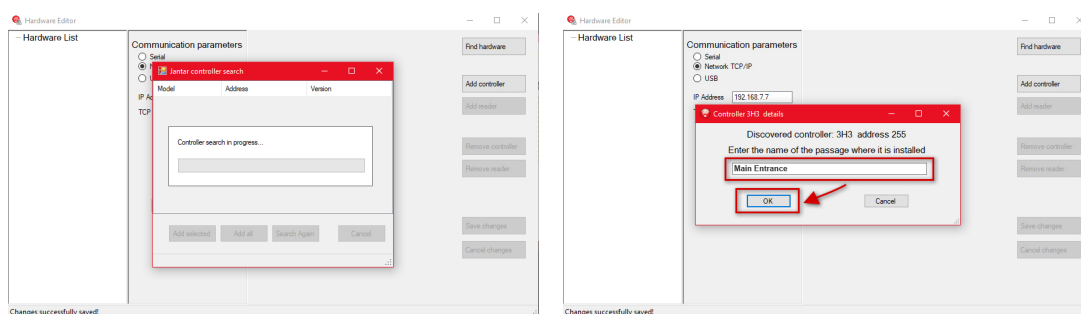 Hardware Editor
Hardware List
Communication parameters
Serial
IP
TCP
Jantar controller search
Model Address Version
Controller search in progress...
Add selected Add all Search Again Cancel
Find hardware
Add controller
Add reader
Remove controller
Remove reader
Save changes
Cancel changes
Changes successfully saved!
Hardware Editor
Hardware List
Communication parameters
Serial
Network TCP/IP
USB
IP Address 192.168.7.7
Controller 3H3 details
Discovered controller: 3H3 address 255
Enter the name of the passage where it is installed
Main Entrance
OK Cancel
Find hardware
Add controller
Add reader
Remove controller
Remove reader
Save changes
Cancel changes
Changes successfully saved!